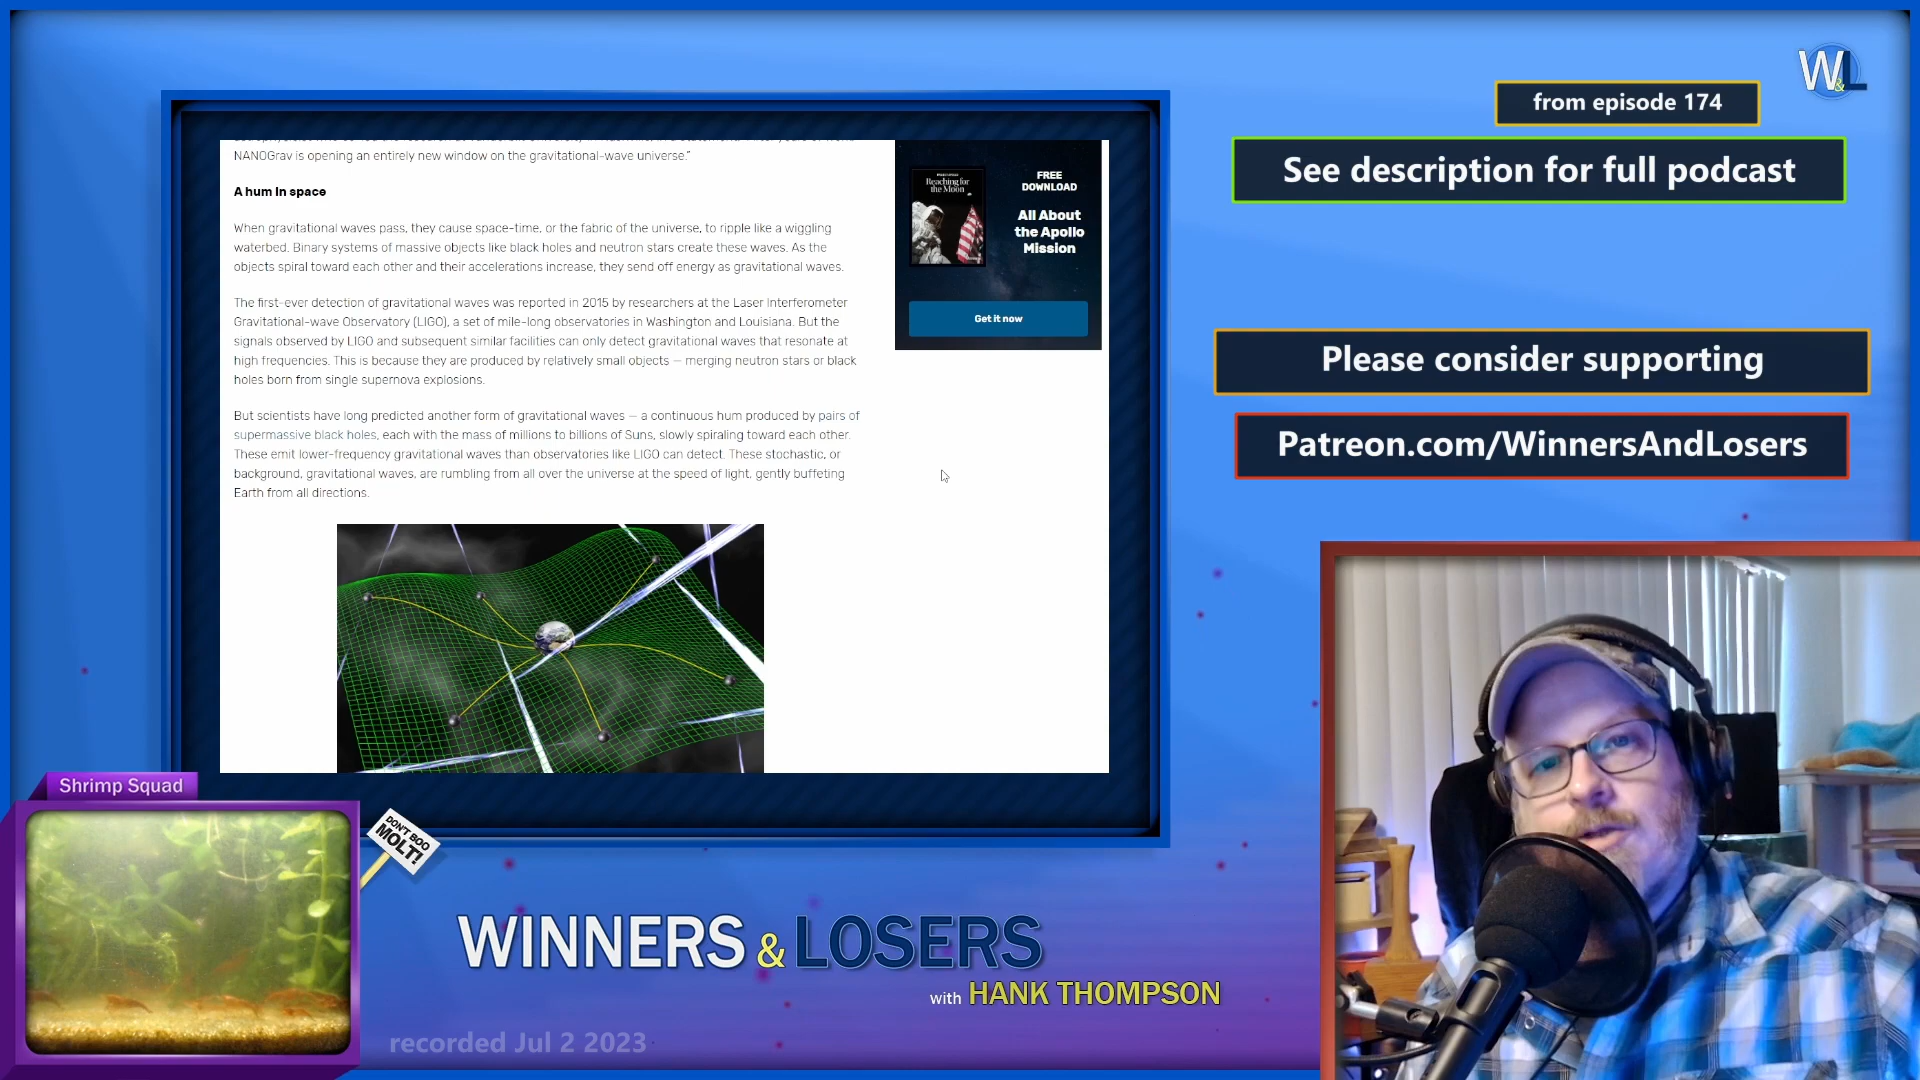 W&L
from episode 174
See description for full podcast
Please consider supporting
Patreon.com/WinnersAndLosers
NANOGrav is opening an entirely new window on the gravitational-wave universe.”
A hum in space
When gravitational waves pass, they cause space-time, or the fabric of the universe, to ripple like a wiggling
waterbed. Binary systems of massive objects like black holes and neutron stars create these waves. As the
objects spiral toward each other and their accelerations increase, they send off energy as gravitational waves.
The first-ever detection of gravitational waves was reported in 2015 by researchers at the Laser Interferometer
Gravitational-wave Observatory (LIGO), a set of mile-long observatories in Washington and Louisiana. But the
signals observed by LIGO and subsequent similar facilities can only detect gravitational waves that resonate at
high frequencies. This is because they are produced by relatively small objects — merging neutron stars or black
holes born from single supernova explosions.
But scientists have long predicted another form of gravitational waves — a continuous hum produced by pairs of
supermassive black holes, each with the mass of millions to billions of Suns, slowly spiraling toward each other.
These emit lower-frequency gravitational waves than observatories like LIGO can detect. These stochastic, or
background, gravitational waves, are rumbling from all over the universe at the speed of light, gently buffeting
Earth from all directions.
Reaching for
the Moon
FREE
DOWNLOAD
All About
the Apollo
Mission
Get it now
Shrimp Squad
DON'T BOO
MOLT!
WINNERS & LOSERS
with HANK THOMPSON
recorded Jul 2 2023